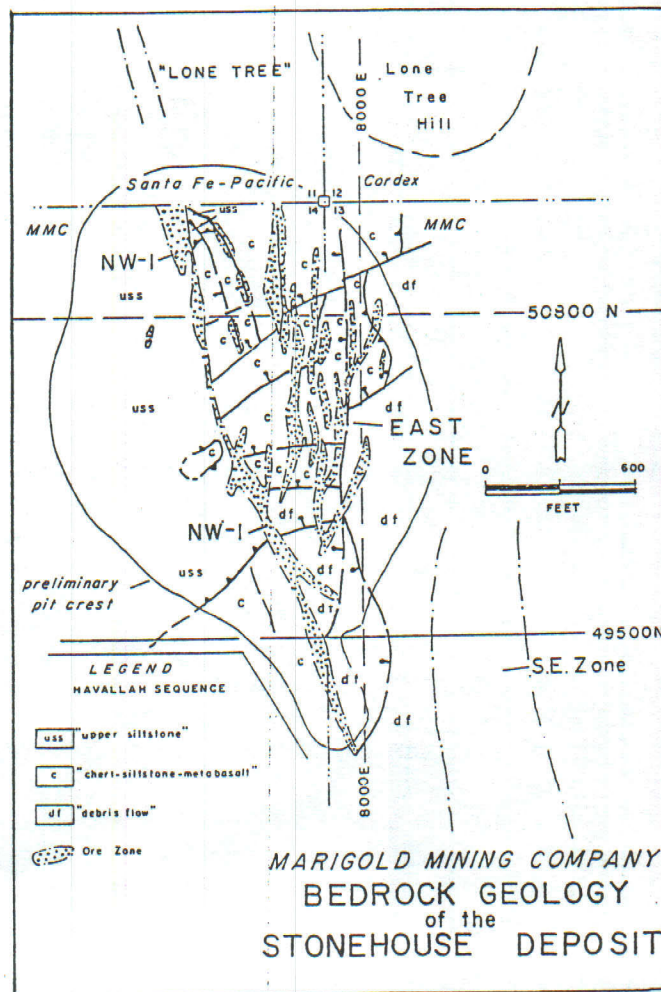 "LONE TREE"
Lone
Tree
Hill
8000 E
Santa Fe-Pacific
Cordex
11 12
14 13
MMC
MMC
uss
c
c
NW-1
c
c
c
c
df
uss
c
c
50800 N
c
c
uss
df
EAST
ZONE
N
0 600
FEET
c
c
c
df
df
NW-1
uss
df
df
preliminary
pit crest
c
49500N
c
df
df
S.E. Zone
8000E
LEGEND
HAVALLAH SEQUENCE
uss "upper siltstone"
c "chert-siltstone-metabasalt"
df "debris flow"
Ore Zone
MARIGOLD MINING COMPANY
BEDROCK GEOLOGY
of the
STONEHOUSE DEPOSIT